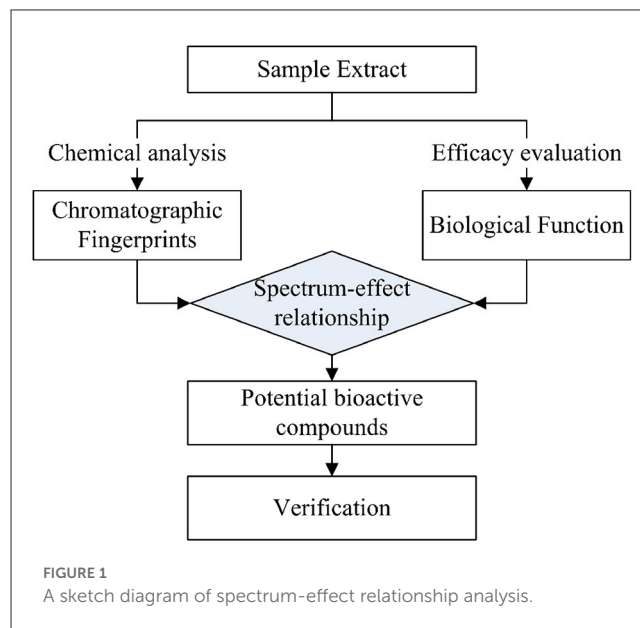 Sample Extract
Chemical analysis
Efficacy evaluation
Chromatographic
Fingerprints
Biological Function
Spectrum-effect
relationship
Potential bioactive
compounds
Verification
FIGURE 1
A sketch diagram of spectrum-effect relationship analysis.